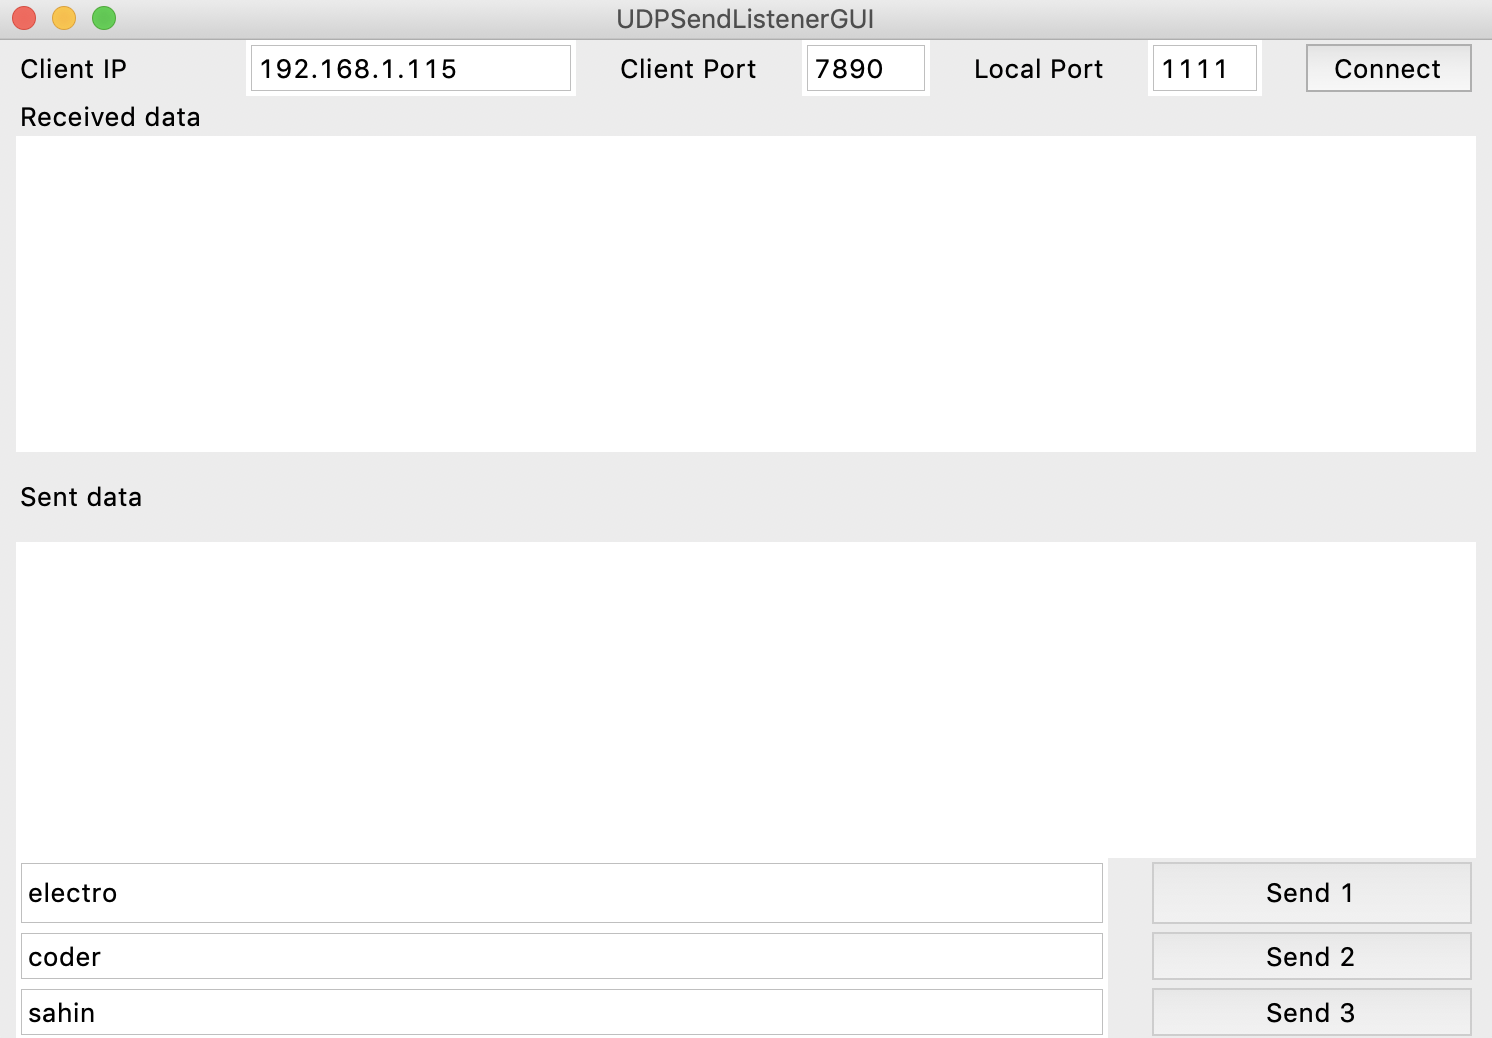 UDPSendListenerGUI
Client IP 192.168.1.115 Client Port 7890 Local Port 1111 Connect
Received data
Sent data
electro Send 1
coder Send 2
sahin Send 3